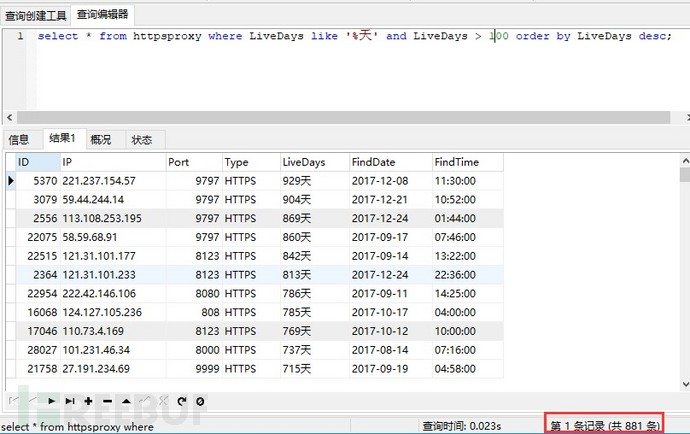 查询创建工具 查询编辑器
1 select * from httpsproxy where LiveDays like '%天' and LiveDays > 100 order by LiveDays desc;
信息 结果1 概况 状态
ID IP Port Type LiveDays FindDate FindTime
5370 221.237.154.57 9797 HTTPS 929天 2017-12-08 11:30:00
3079 59.44.244.14 9797 HTTPS 904天 2017-12-21 10:52:00
2556 113.108.253.195 9797 HTTPS 869天 2017-12-24 01:44:00
22075 58.59.68.91 9797 HTTPS 860天 2017-09-17 07:46:00
22515 121.31.101.177 8123 HTTPS 842天 2017-09-14 13:22:00
2364 121.31.101.233 8123 HTTPS 813天 2017-12-24 22:36:00
22954 222.42.146.106 8080 HTTPS 786天 2017-09-11 14:25:00
16068 124.127.105.236 808 HTTPS 785天 2017-10-17 04:00:00
17046 110.73.4.169 8123 HTTPS 769天 2017-10-12 10:00:00
28027 101.231.46.34 8000 HTTPS 737天 2017-08-14 07:16:00
21758 27.191.234.69 9999 HTTPS 715天 2017-09-19 04:58:00
REEBUF
select * from httpsproxy where 查询时间: 0.023s 第 1 条记录 (共 881 条)